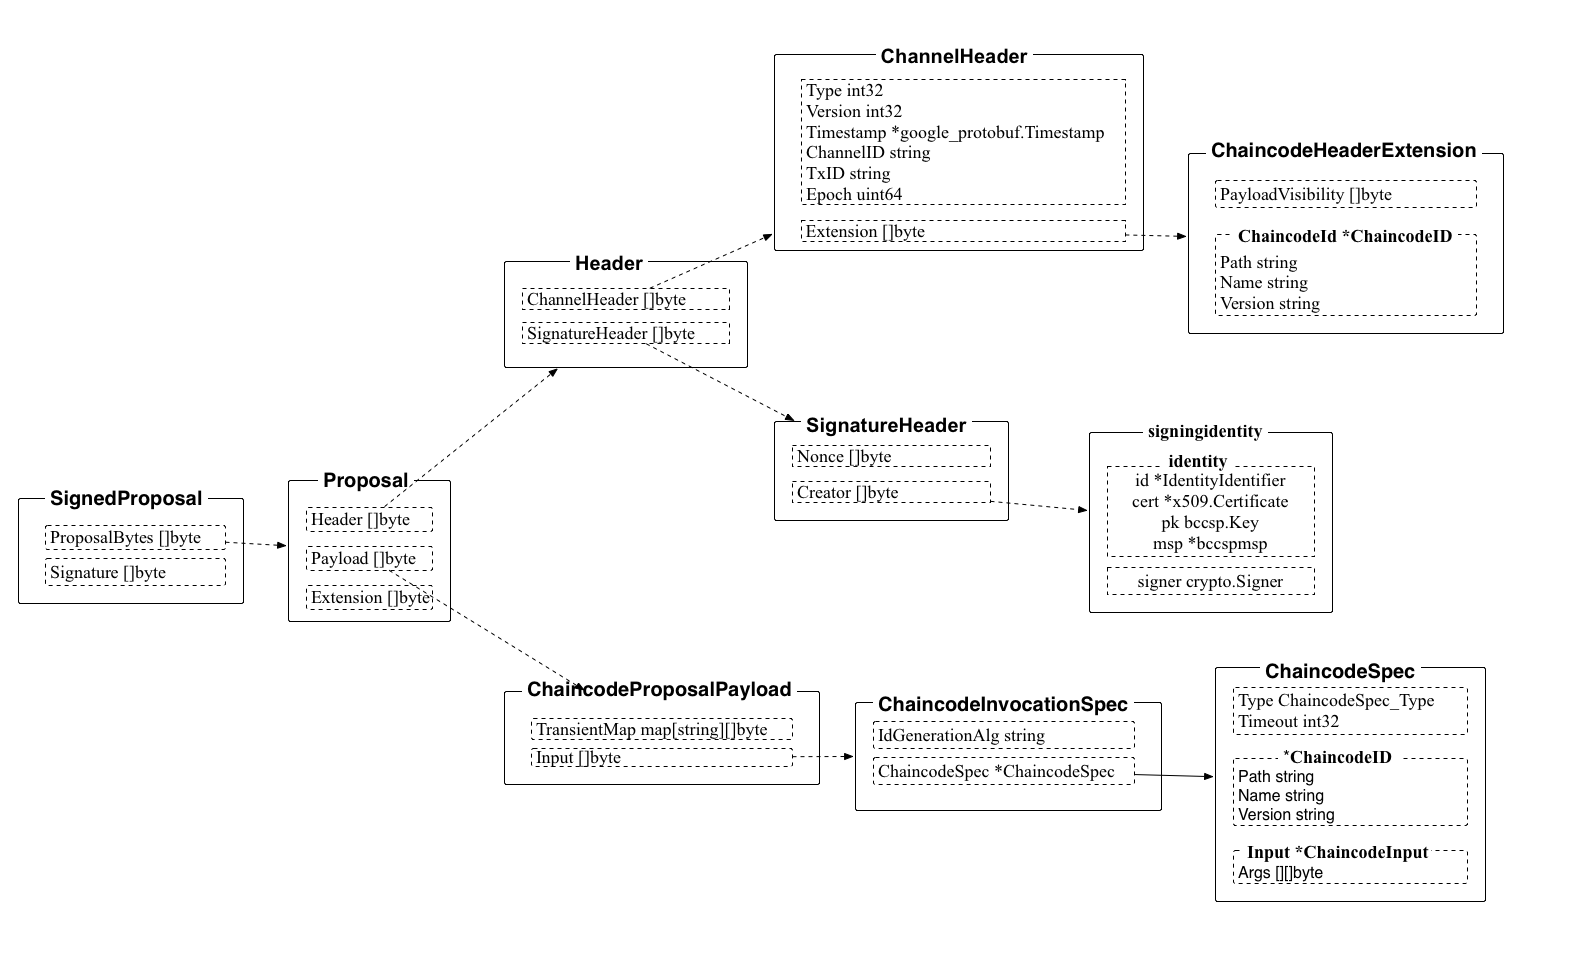 ChannelHeader
Type int32
Version int32
Timestamp *google_protobuf.Timestamp
ChannelID string
TxID string
Epoch uint64
Extension []byte
ChaincodeHeaderExtension
PayloadVisibility []byte
ChaincodeId *ChaincodeID
Path string
Name string
Version string
Header
ChannelHeader []byte
SignatureHeader []byte
SignatureHeader
Nonce []byte
Creator []byte
signingidentity
identity
id *IdentityIdentifier
cert *x509.Certificate
pk bccsp.Key
msp *bccspmsp
signer crypto.Signer
SignedProposal
ProposalBytes []byte
Signature []byte
Proposal
Header []byte
Payload []byte
Extension []byte
ChaincodeProposalPayload
TransientMap map[string][]byte
Input []byte
ChaincodeInvocationSpec
IdGenerationAlg string
ChaincodeSpec *ChaincodeSpec
ChaincodeSpec
Type ChaincodeSpec_Type
Timeout int32
*ChaincodeID
Path string
Name string
Version string
Input *ChaincodeInput
Args [][]byte